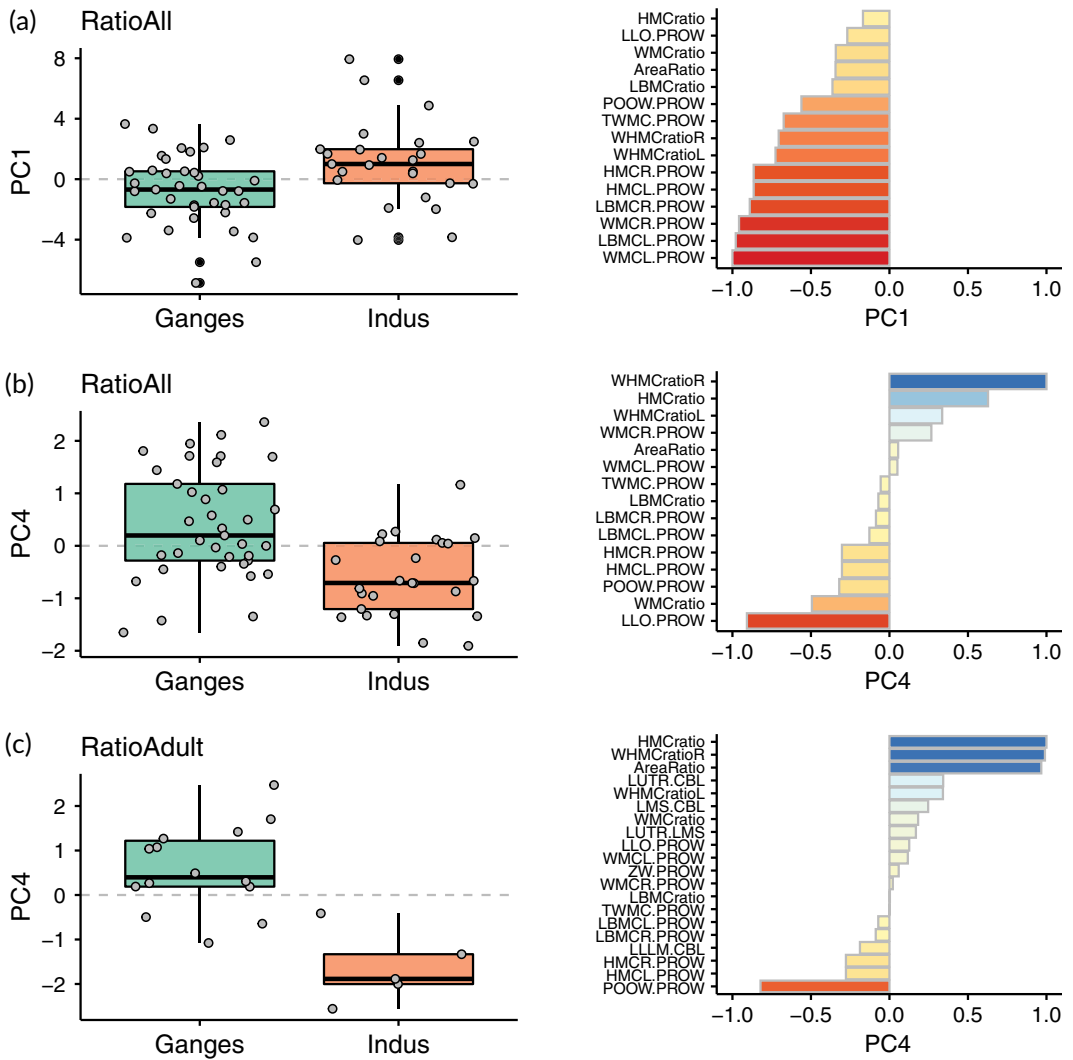 (a)
RatioAll
PC1
8
4
0
−4
Ganges
Indus
HMCratio
LLO.PROW
WMCratio
AreaRatio
LBMCratio
POOW.PROW
TWMC.PROW
WHMCratioR
WHMCratioL
HMCR.PROW
HMCL.PROW
LBMCR.PROW
WMCR.PROW
LBMCL.PROW
WMCL.PROW
−1.0
−0.5
0.0
0.5
1.0
PC1
(b)
RatioAll
PC4
2
1
0
−1
−2
Ganges
Indus
WHMCratioR
HMCratio
WHMCratioL
WMCR.PROW
AreaRatio
WMCL.PROW
TWMC.PROW
LBMCratio
LBMCR.PROW
LBMCL.PROW
HMCR.PROW
HMCL.PROW
POOW.PROW
WMCratio
LLO.PROW
−1.0
−0.5
0.0
0.5
1.0
PC4
(c)
RatioAdult
PC4
2
1
0
−1
−2
Ganges
Indus
HMCratio
WHMCratioR
AreaRatio
LUTR.CBL
WHMCratioL
LMS.CBL
WMCratio
LUTR.LMS
LLO.PROW
WMCL.PROW
ZW.PROW
WMCR.PROW
LBMCratio
TWMC.PROW
LBMCL.PROW
LBMCR.PROW
LLLM.CBL
HMCR.PROW
HMCL.PROW
POOW.PROW
−1.0
−0.5
0.0
0.5
1.0
PC4